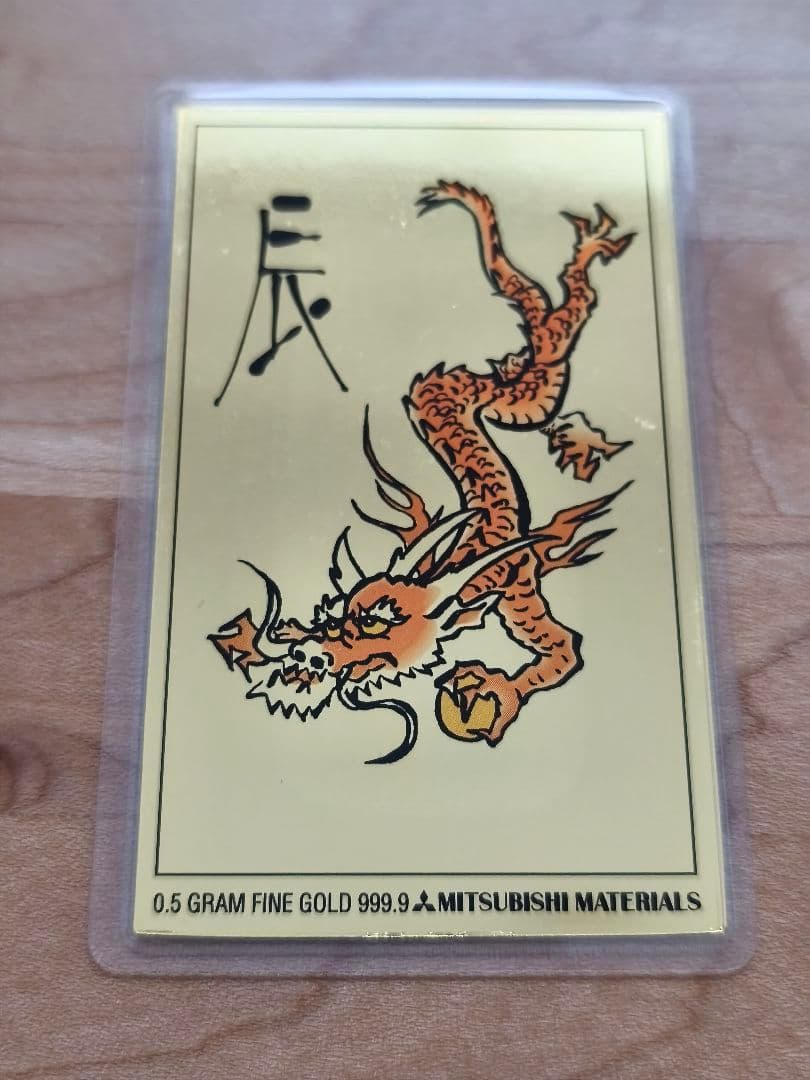 辰
0.5 GRAM FINE GOLD 999.9 MITSUBISHI MATERIALS